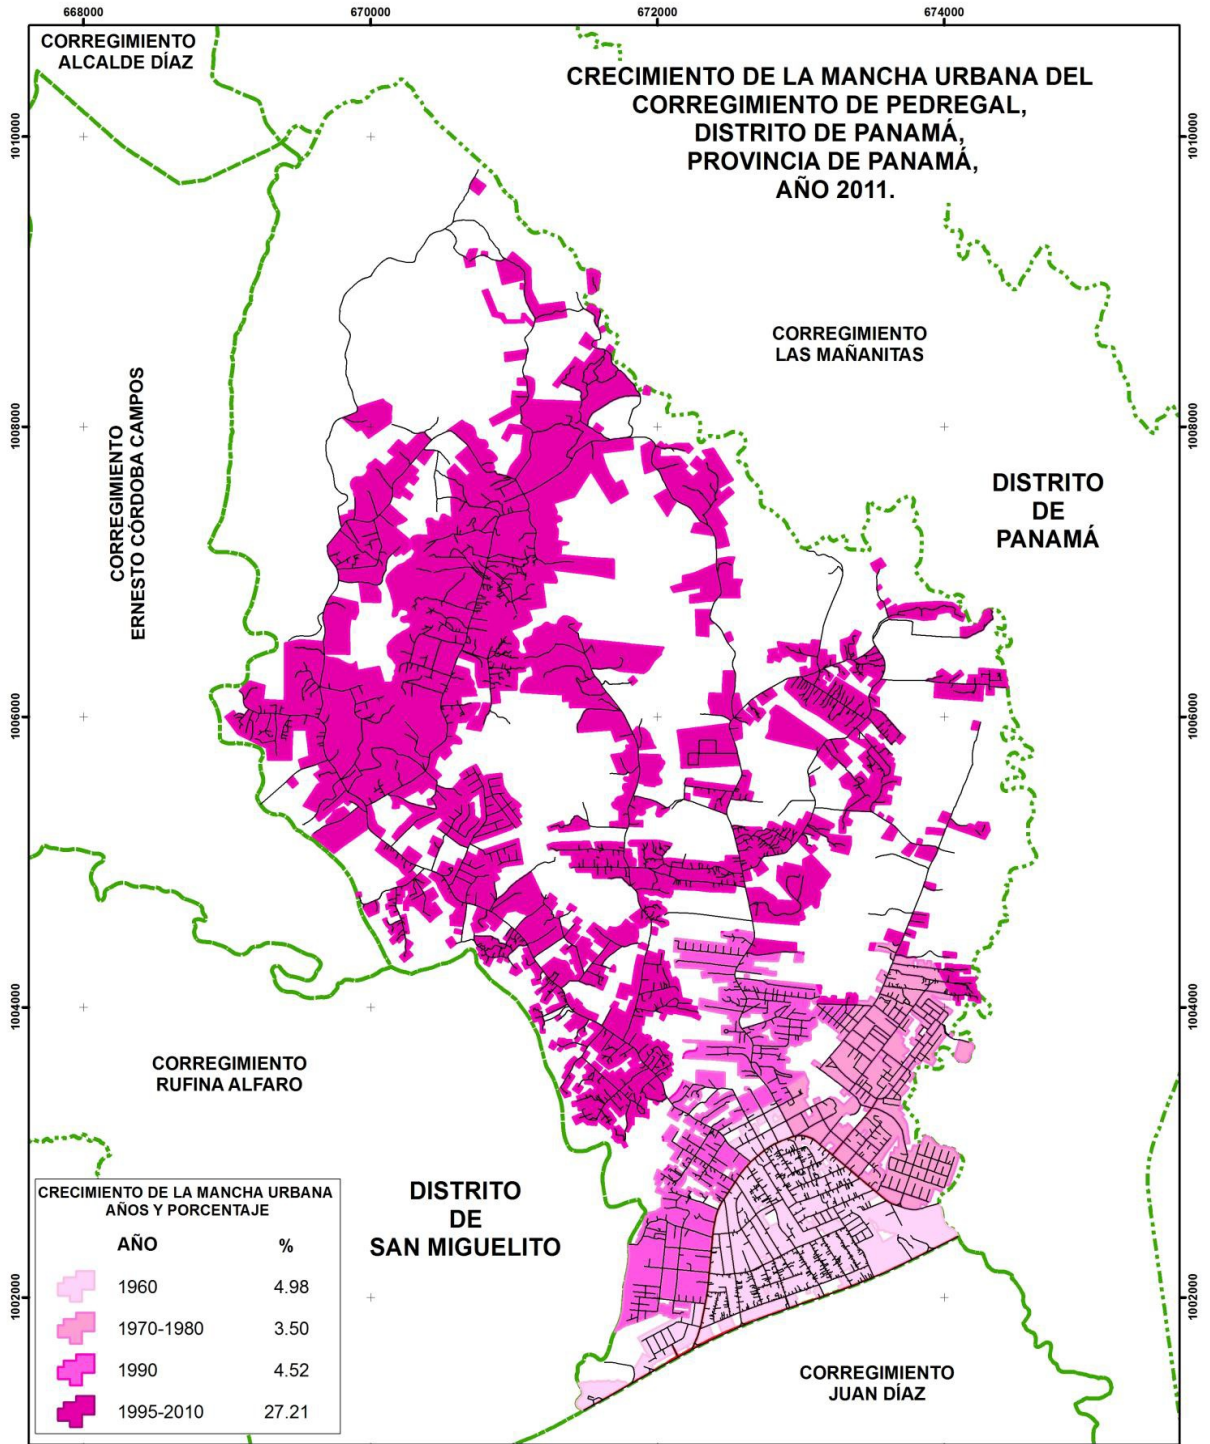 668000
670000
672000
674000
CORREGIMIENTO
ALCALDE DÍAZ
CRECIMIENTO DE LA MANCHA URBANA DEL
CORREGIMIENTO DE PEDREGAL,
DISTRITO DE PANAMÁ,
PROVINCIA DE PANAMÁ,
AÑO 2011.
1010000
1010000
CORREGIMIENTO
LAS MAÑANITAS
1008000
1008000
CORREGIMIENTO
ERNESTO CÓRDOBA CAMPOS
DISTRITO
DE
PANAMÁ
1006000
1006000
1004000
1004000
CORREGIMIENTO
RUFINA ALFARO
DISTRITO
DE
SAN MIGUELITO
1002000
1002000
CORREGIMIENTO
JUAN DÍAZ
CRECIMIENTO DE LA MANCHA URBANA
AÑOS Y PORCENTAJE
AÑO %
1960 4.98
1970-1980 3.50
1990 4.52
1995-2010 27.21